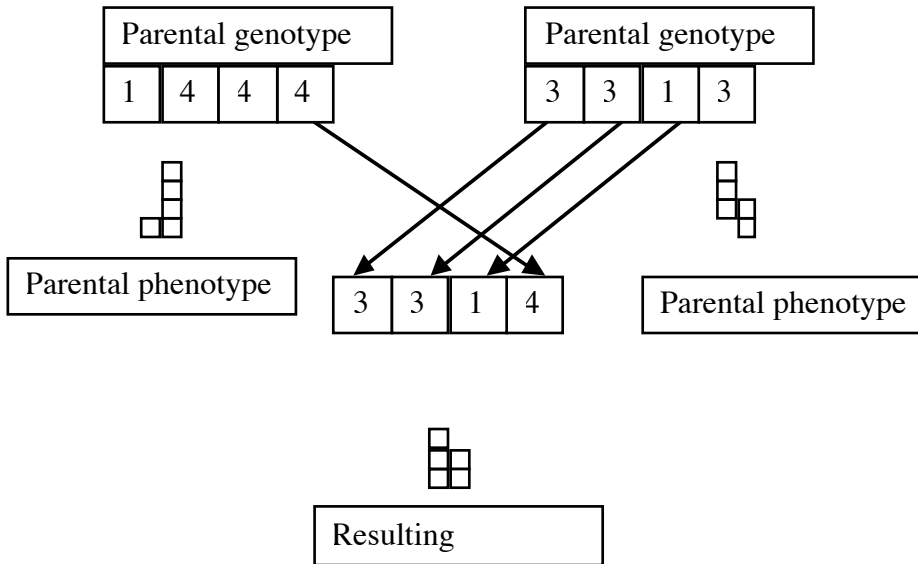 Parental genotype
Parental genotype
1 4 4 4
3 3 1 3
Parental phenotype
Parental phenotype
3 3 1 4
Resulting